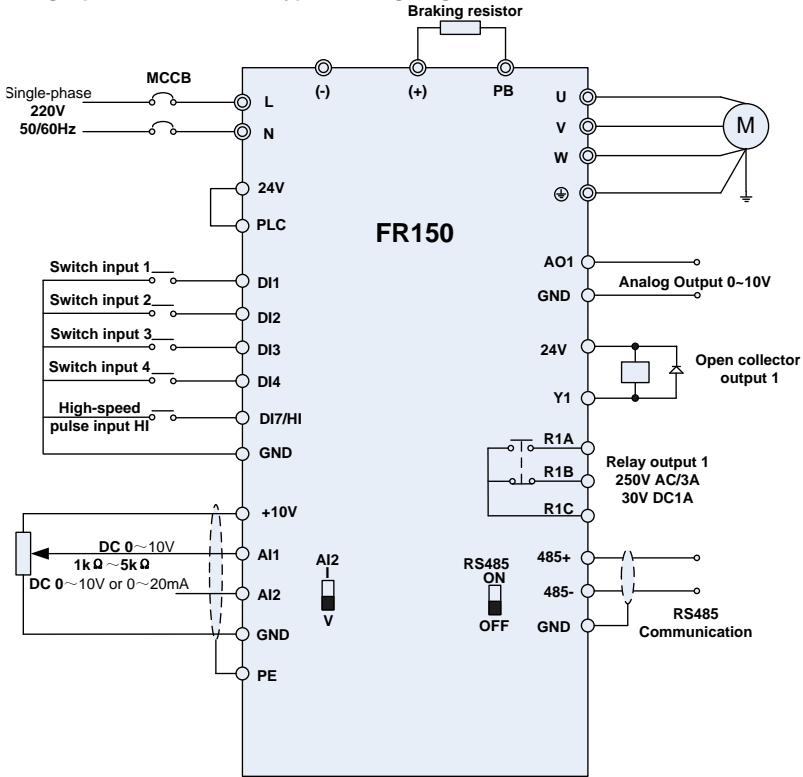 Braking resistor
MCCB
Single-phase
220V
50/60Hz
L
N
(-)
(+)
PB
U
V
W
M
24V
PLC
FR150
Switch input 1
DI1
Switch input 2
DI2
Switch input 3
DI3
Switch input 4
DI4
High-speed
pulse input HI
DI7/HI
GND
AO1
Analog Output 0~10V
GND
24V
Open collector
output 1
Y1
R1A
R1B
R1C
Relay output 1
250V AC/3A
30V DC1A
+10V
DC 0～10V
AI1
1kΩ～5kΩ
DC 0～10V or 0～20mA
AI2
GND
PE
AI2
I
V
RS485
ON
OFF
485+
485-
GND
RS485
Communication